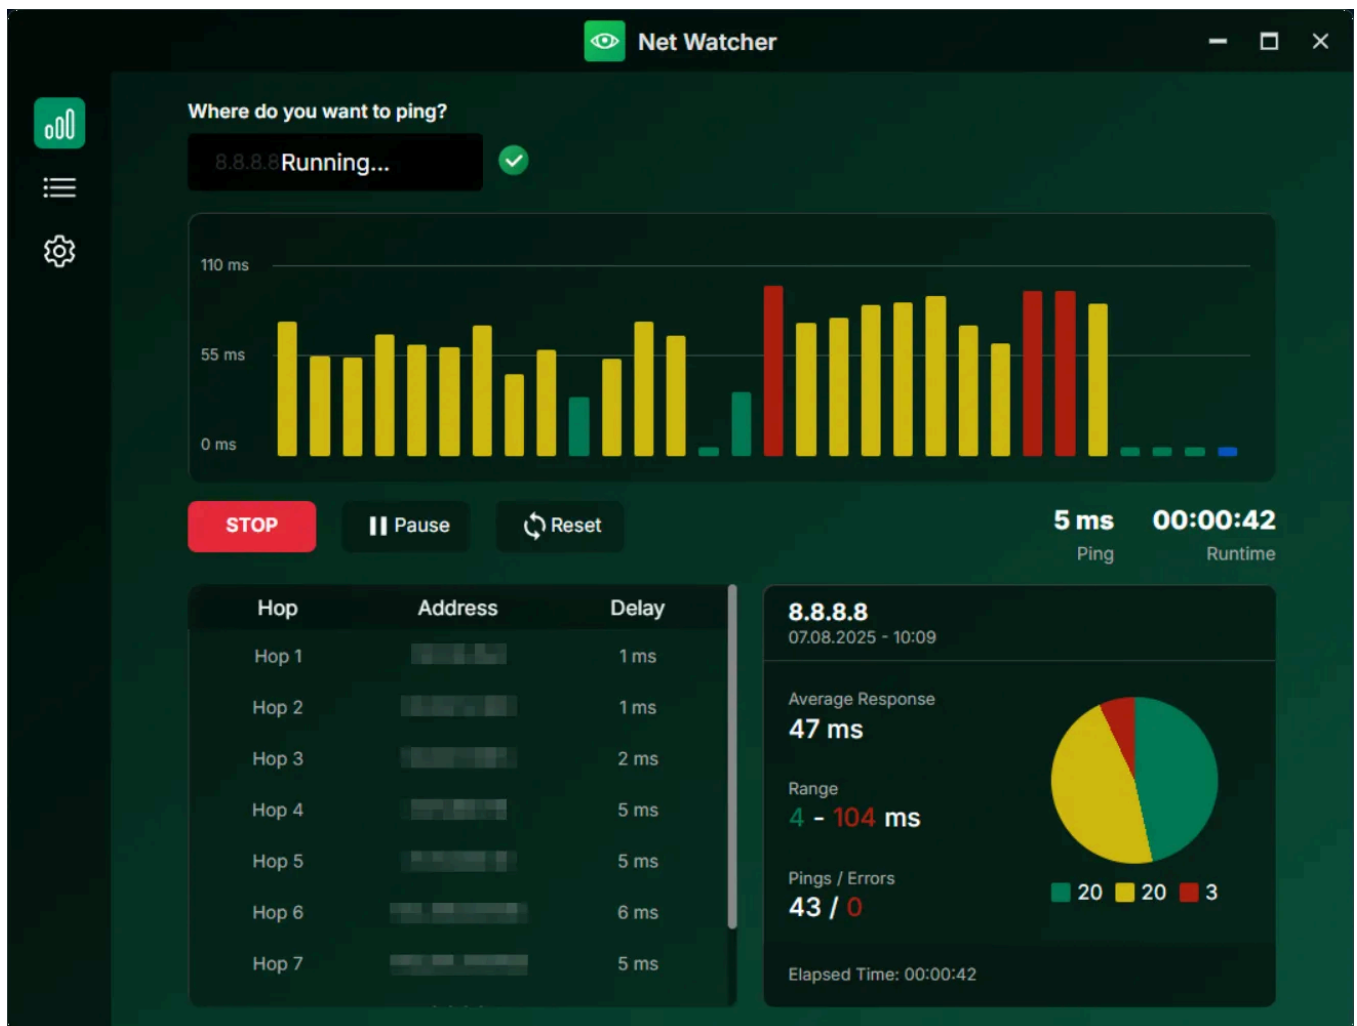 Net Watcher
Where do you want to ping?
8.8.8.8 Running...
110 ms
55 ms
0 ms
STOP
Pause
Reset
5 ms
Ping
00:00:42
Runtime
Hop Address Delay
Hop 1 1 ms
Hop 2 1 ms
Hop 3 2 ms
Hop 4 5 ms
Hop 5 5 ms
Hop 6 6 ms
Hop 7 5 ms
8.8.8.8
07.08.2025 - 10:09
Average Response
47 ms
Range
4 - 104 ms
Pings / Errors
43 / 0
20 20 3
Elapsed Time: 00:00:42